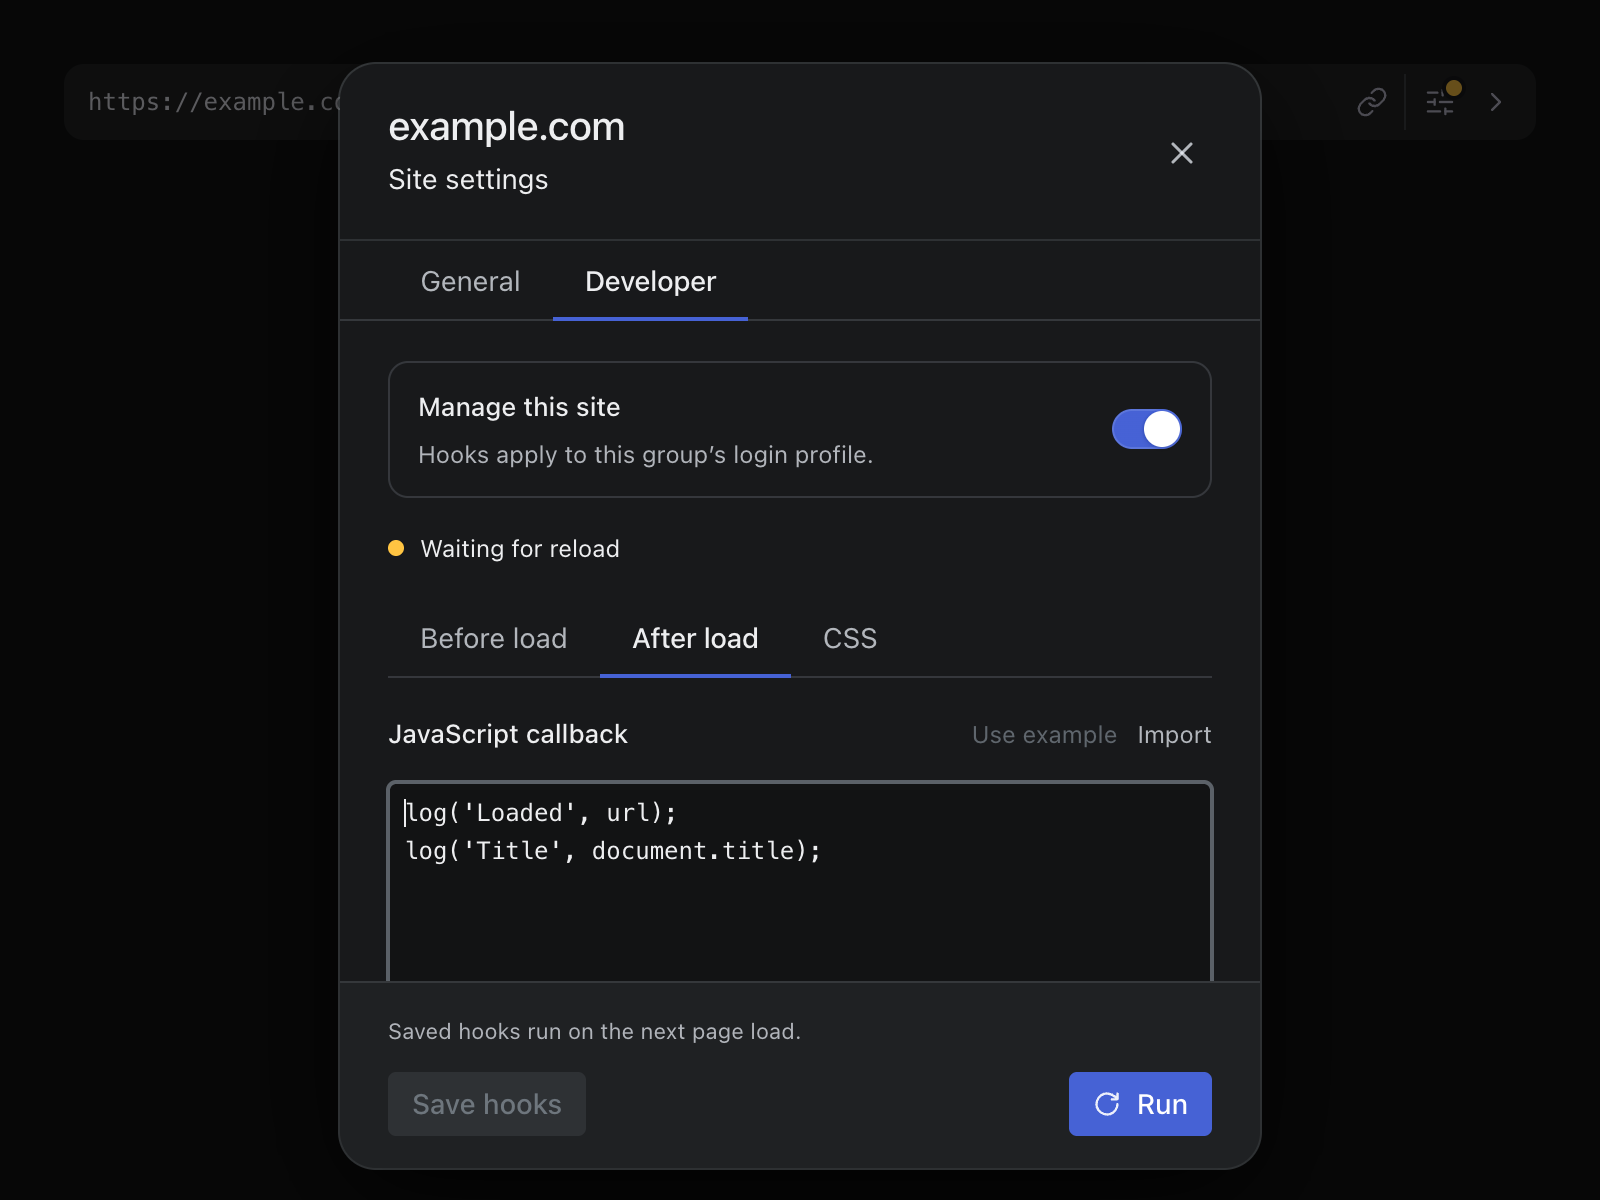 https://example.co
example.com
Site settings
General
Developer
Manage this site
Hooks apply to this group’s login profile.
Waiting for reload
Before load
After load
CSS
JavaScript callback
Use example
Import
log('Loaded', url);
log('Title', document.title);
Saved hooks run on the next page load.
Save hooks
Run